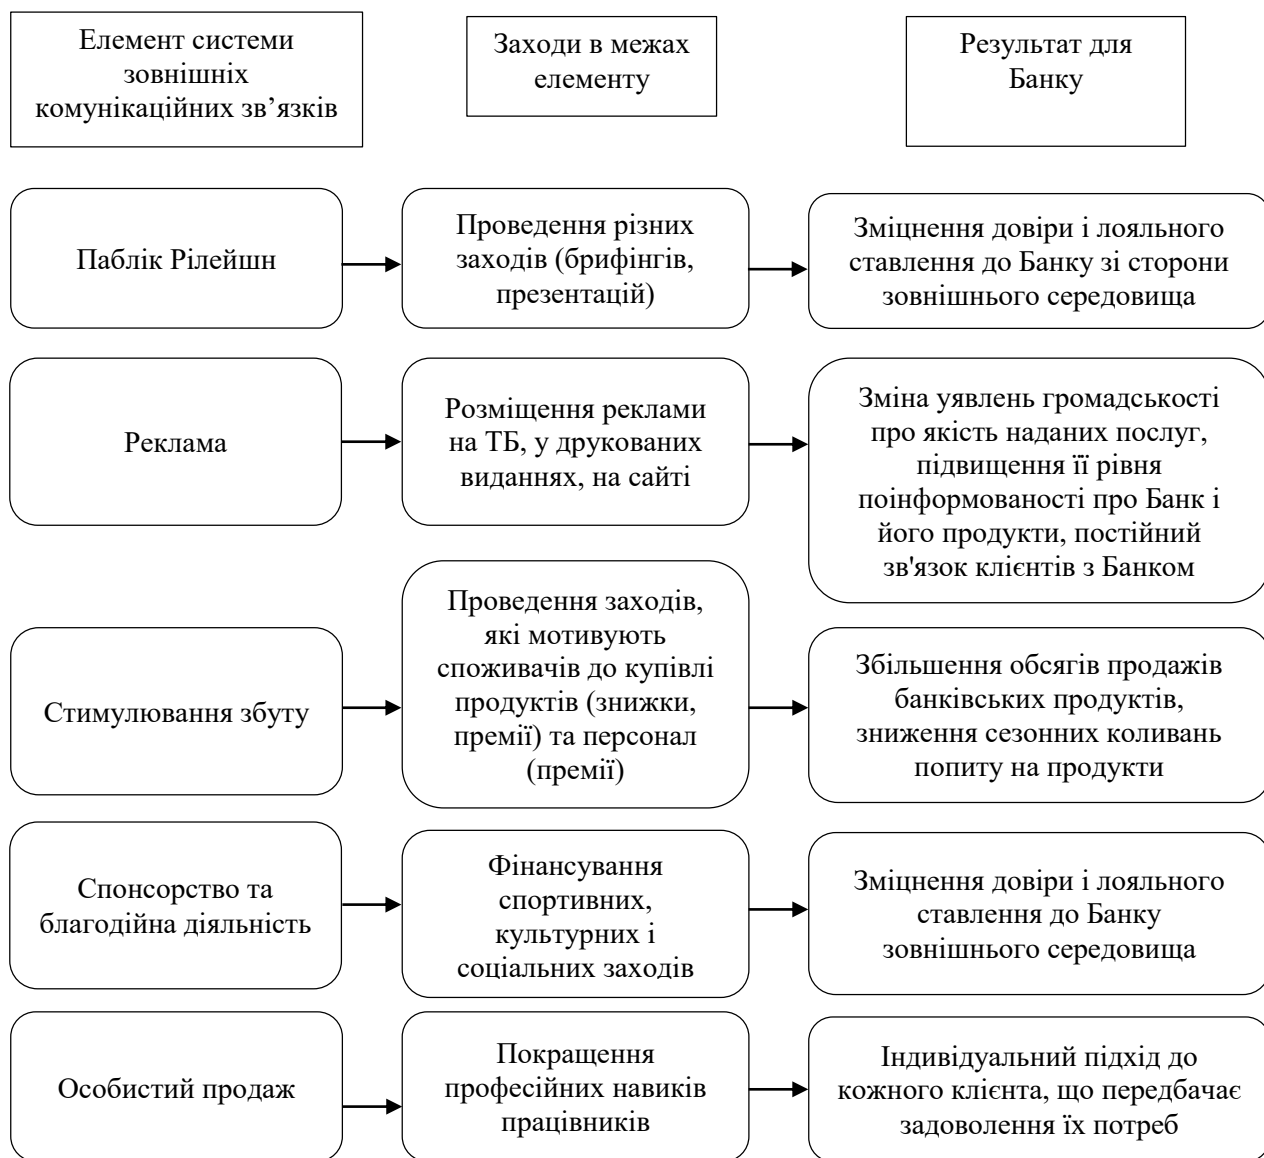 Елемент системи
зовнішніх
комунікаційних зв’язків
Заходи в межах
елементу
Результат для
Банку
Паблік Рілейшн
Проведення різних
заходів (брифінгів,
презентацій)
Зміцнення довіри і лояльного
ставлення до Банку зі сторони
зовнішнього середовища
Реклама
Розміщення реклами
на ТБ, у друкованих
виданнях, на сайті
Зміна уявлень громадськості
про якість наданих послуг,
підвищення її рівня
поінформованості про Банк і
його продукти, постійний
зв'язок клієнтів з Банком
Стимулювання збуту
Проведення заходів,
які мотивують
споживачів до купівлі
продуктів (знижки,
премії) та персонал
(премії)
Збільшення обсягів продажів
банківських продуктів,
зниження сезонних коливань
попиту на продукти
Спонсорство та
благодійна діяльність
Фінансування
спортивних,
культурних і
соціальних заходів
Зміцнення довіри і лояльного
ставлення до Банку
зовнішнього середовища
Особистий продаж
Покращення
професійних навиків
працівників
Індивідуальний підхід до
кожного клієнта, що передбачає
задоволення їх потреб